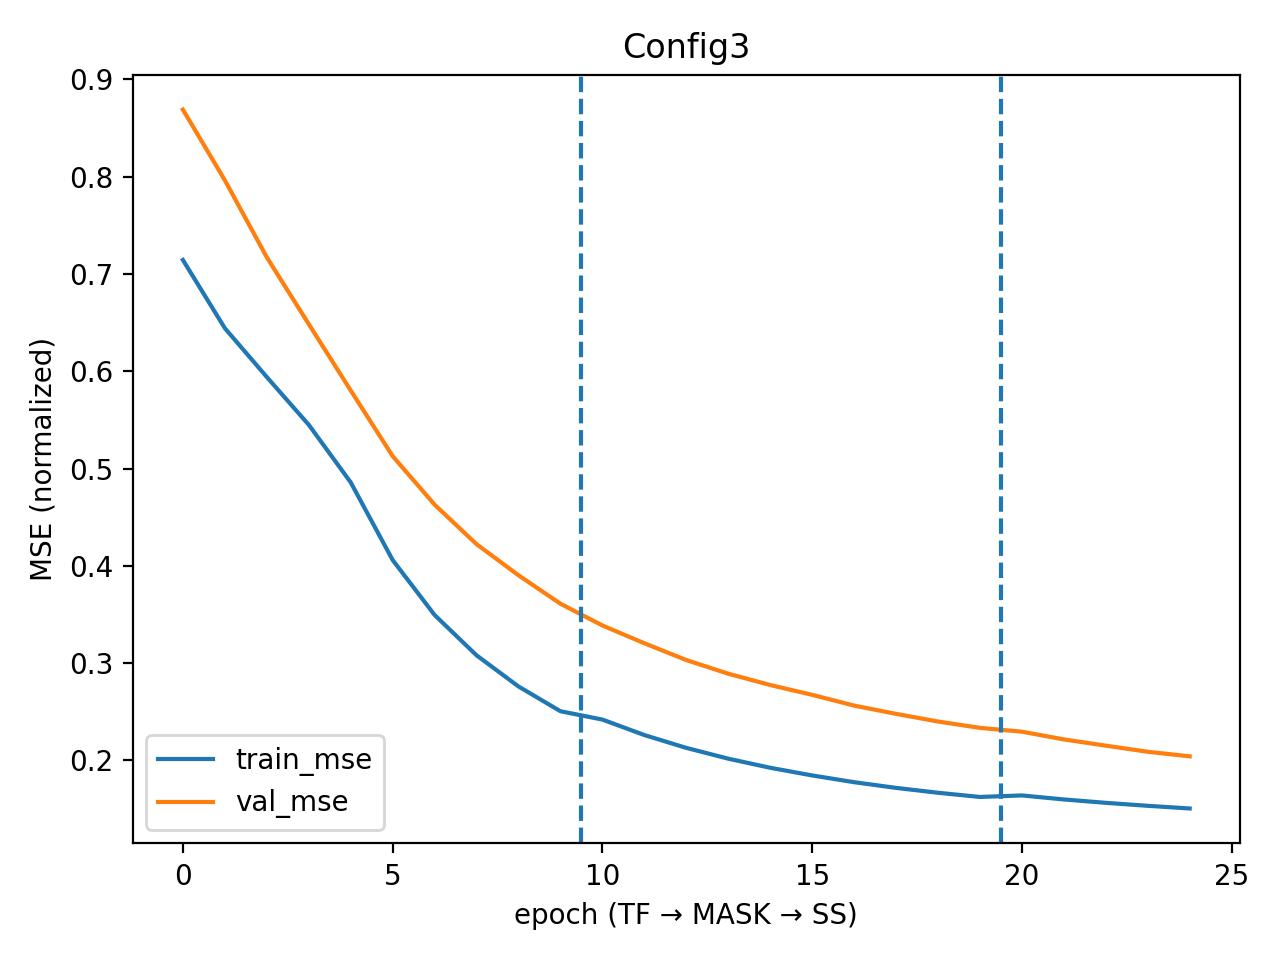 Config3
0.9
0.8
0.7
0.6
0.5
0.4
0.3
0.2
MSE (normalized)
train_mse
val_mse
0 5 10 15 20 25
epoch (TF → MASK → SS)